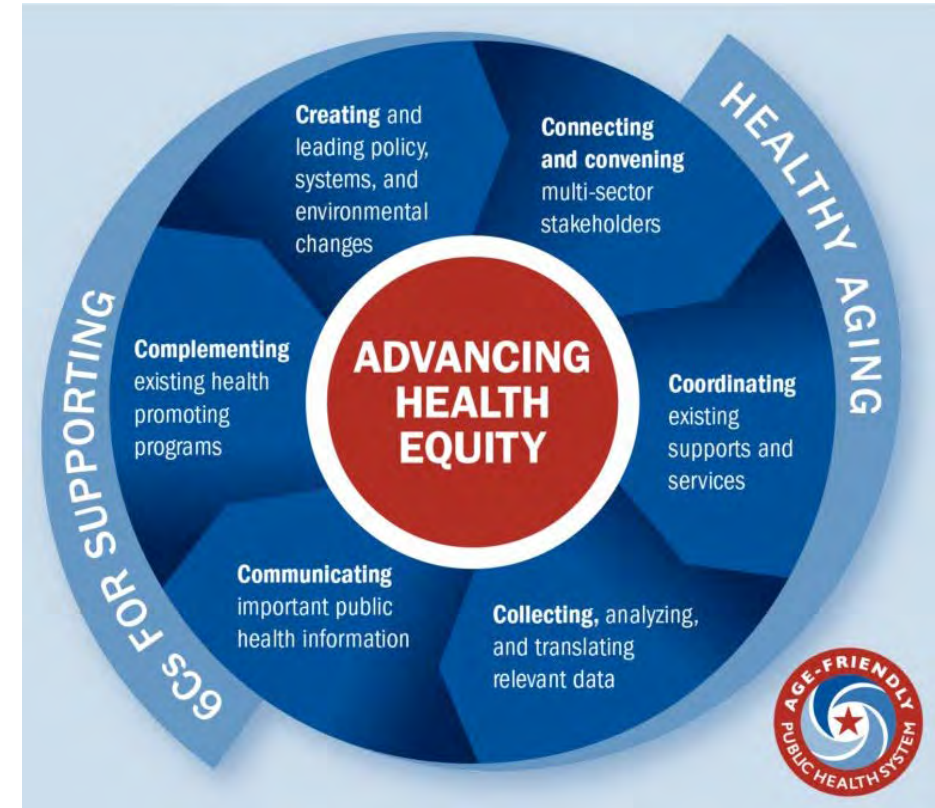 6Cs FOR SUPPORTING
HEALTHY AGING
Creating and
leading policy,
systems, and
environmental
changes
Connecting
and convening
multi-sector
stakeholders
Coordinating
existing
supports and
services
Collecting, analyzing,
and translating
relevant data
Communicating
important public
health information
Complementing
existing health
promoting
programs
ADVANCING
HEALTH
EQUITY
AGE-FRIENDLY
PUBLIC HEALTH SYSTEM